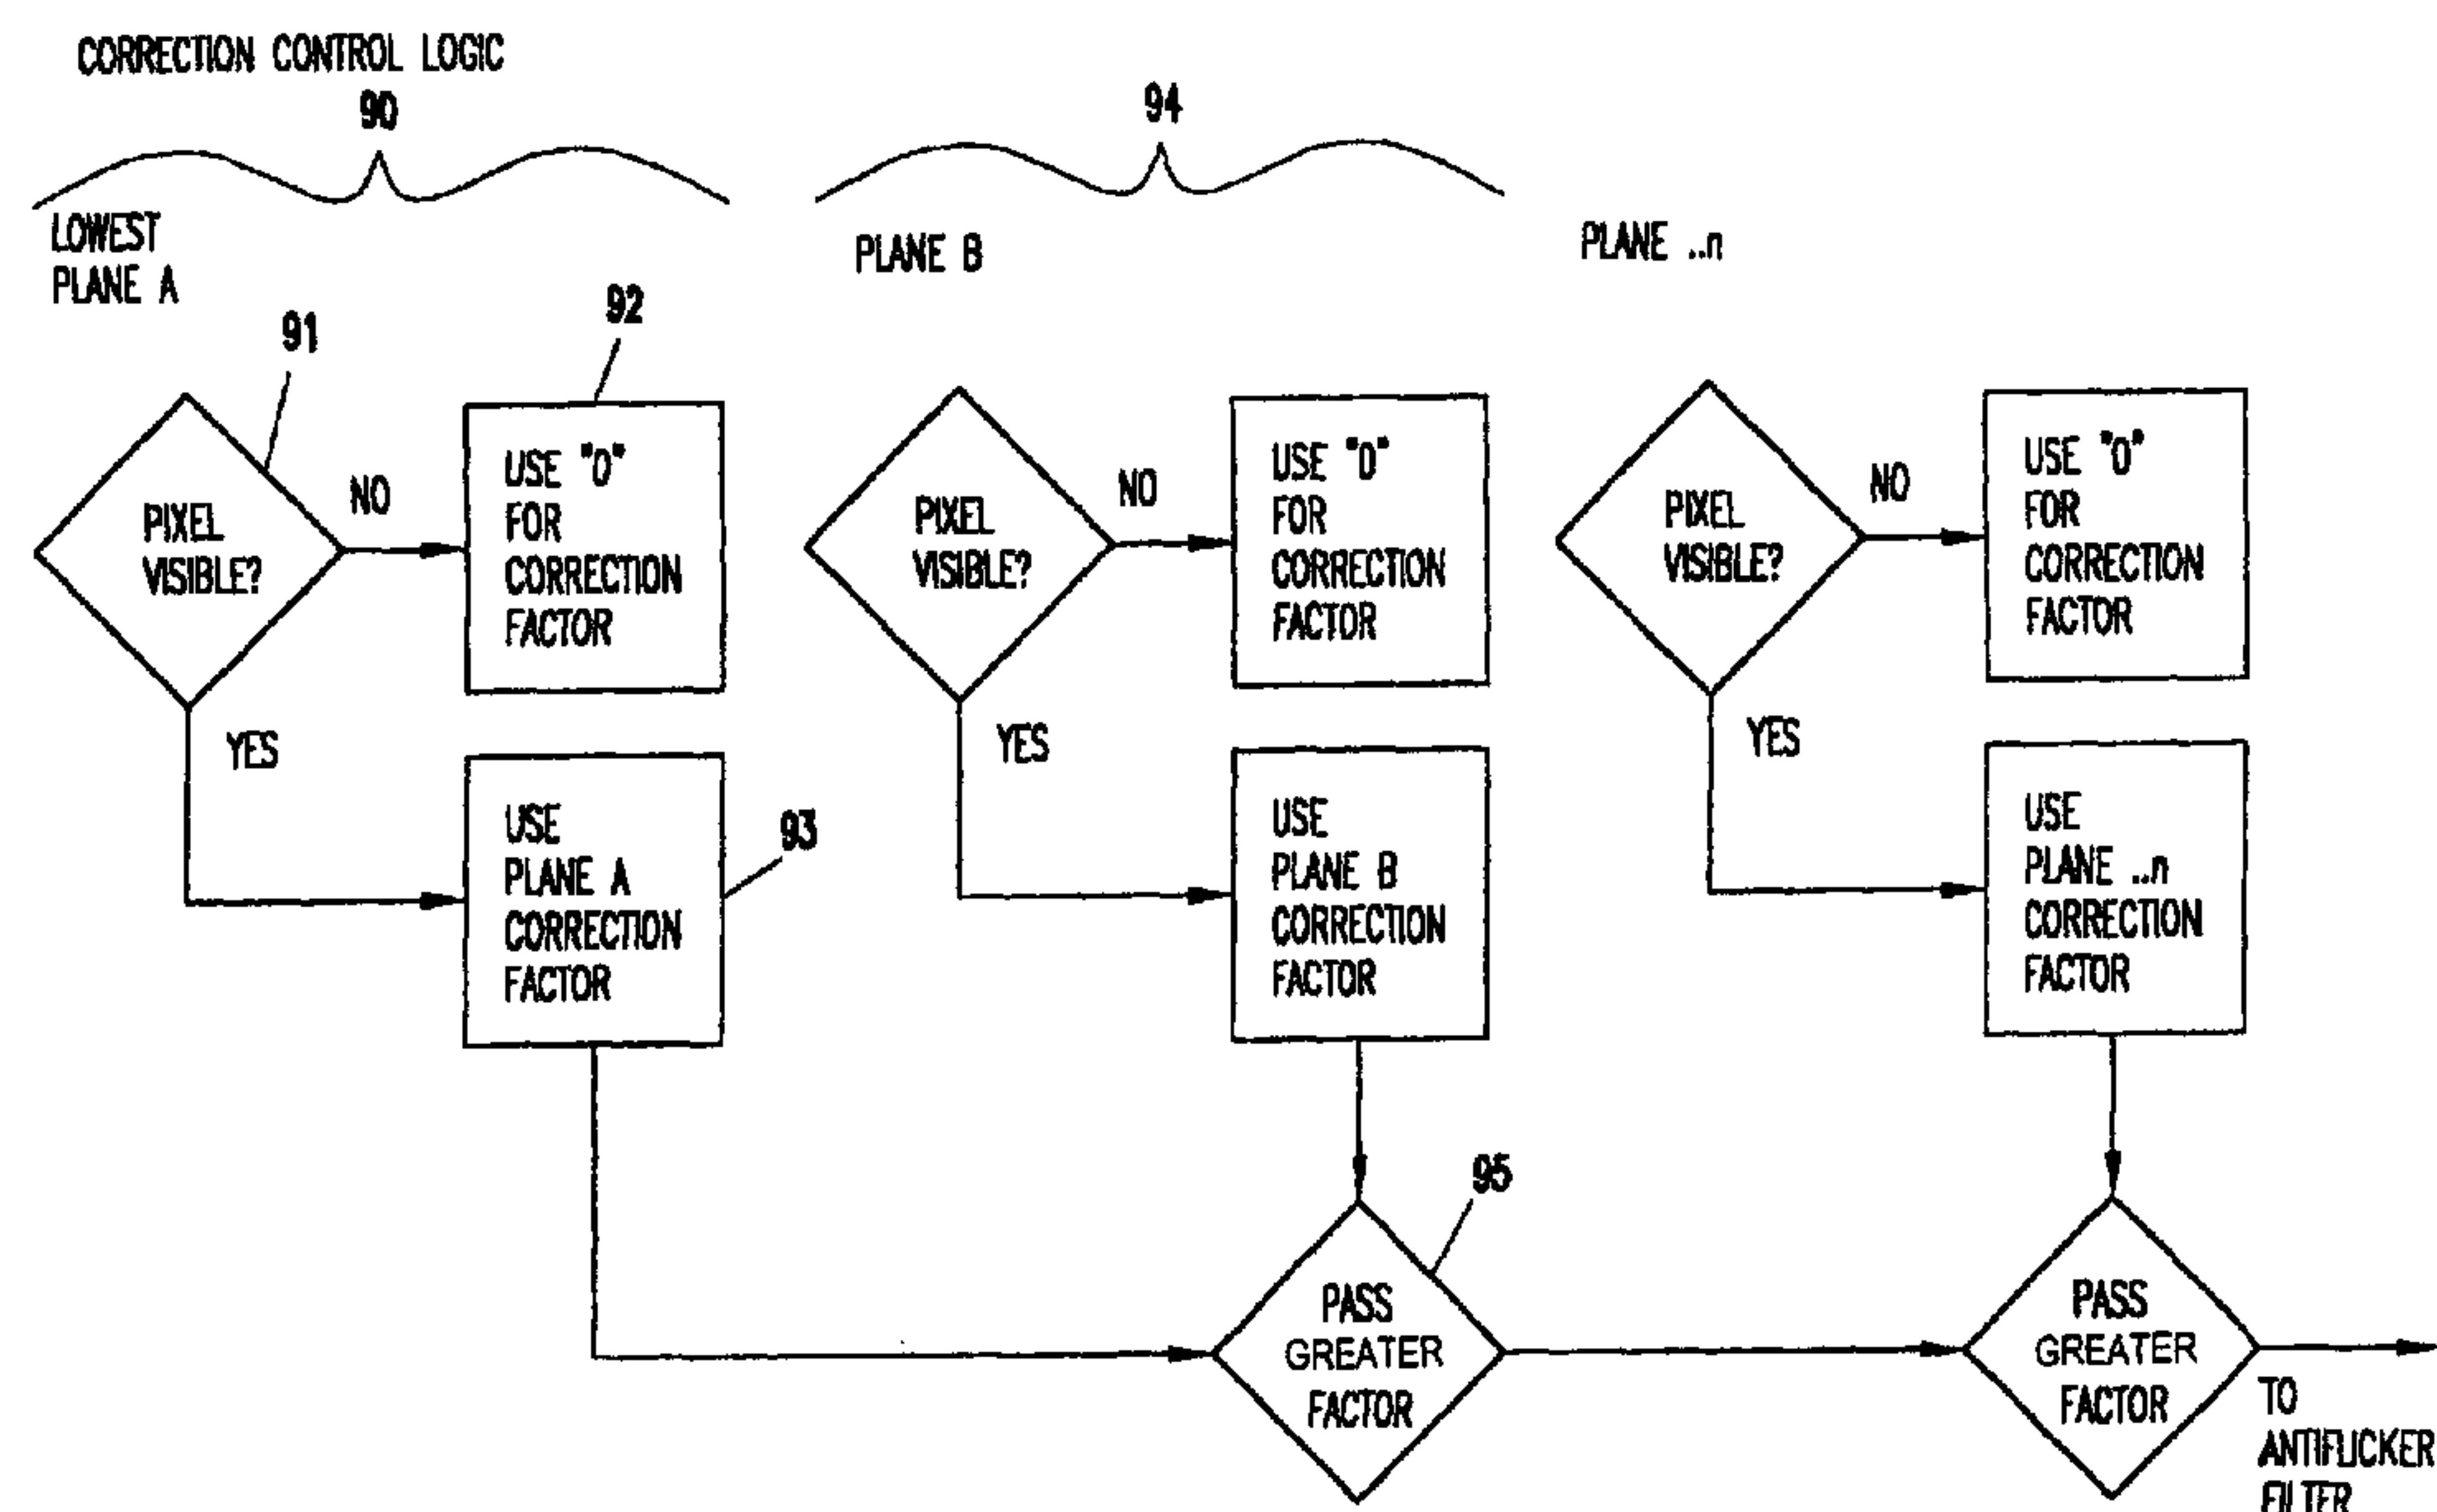 CORRECTION CONTROL LOGIC
90
94
LOWEST
PLANE A
PLANE B
PLANE ..n
91
92
PIXEL
VISIBLE?
NO
YES
USE "0"
FOR
CORRECTION
FACTOR
USE
PLANE A
CORRECTION
FACTOR
93
PIXEL
VISIBLE?
NO
YES
USE "0"
FOR
CORRECTION
FACTOR
USE
PLANE B
CORRECTION
FACTOR
PIXEL
VISIBLE?
NO
YES
USE "0"
FOR
CORRECTION
FACTOR
USE
PLANE ..n
CORRECTION
FACTOR
95
PASS
GREATER
FACTOR
PASS
GREATER
FACTOR
TO
ANTIFLICKER
FILTER